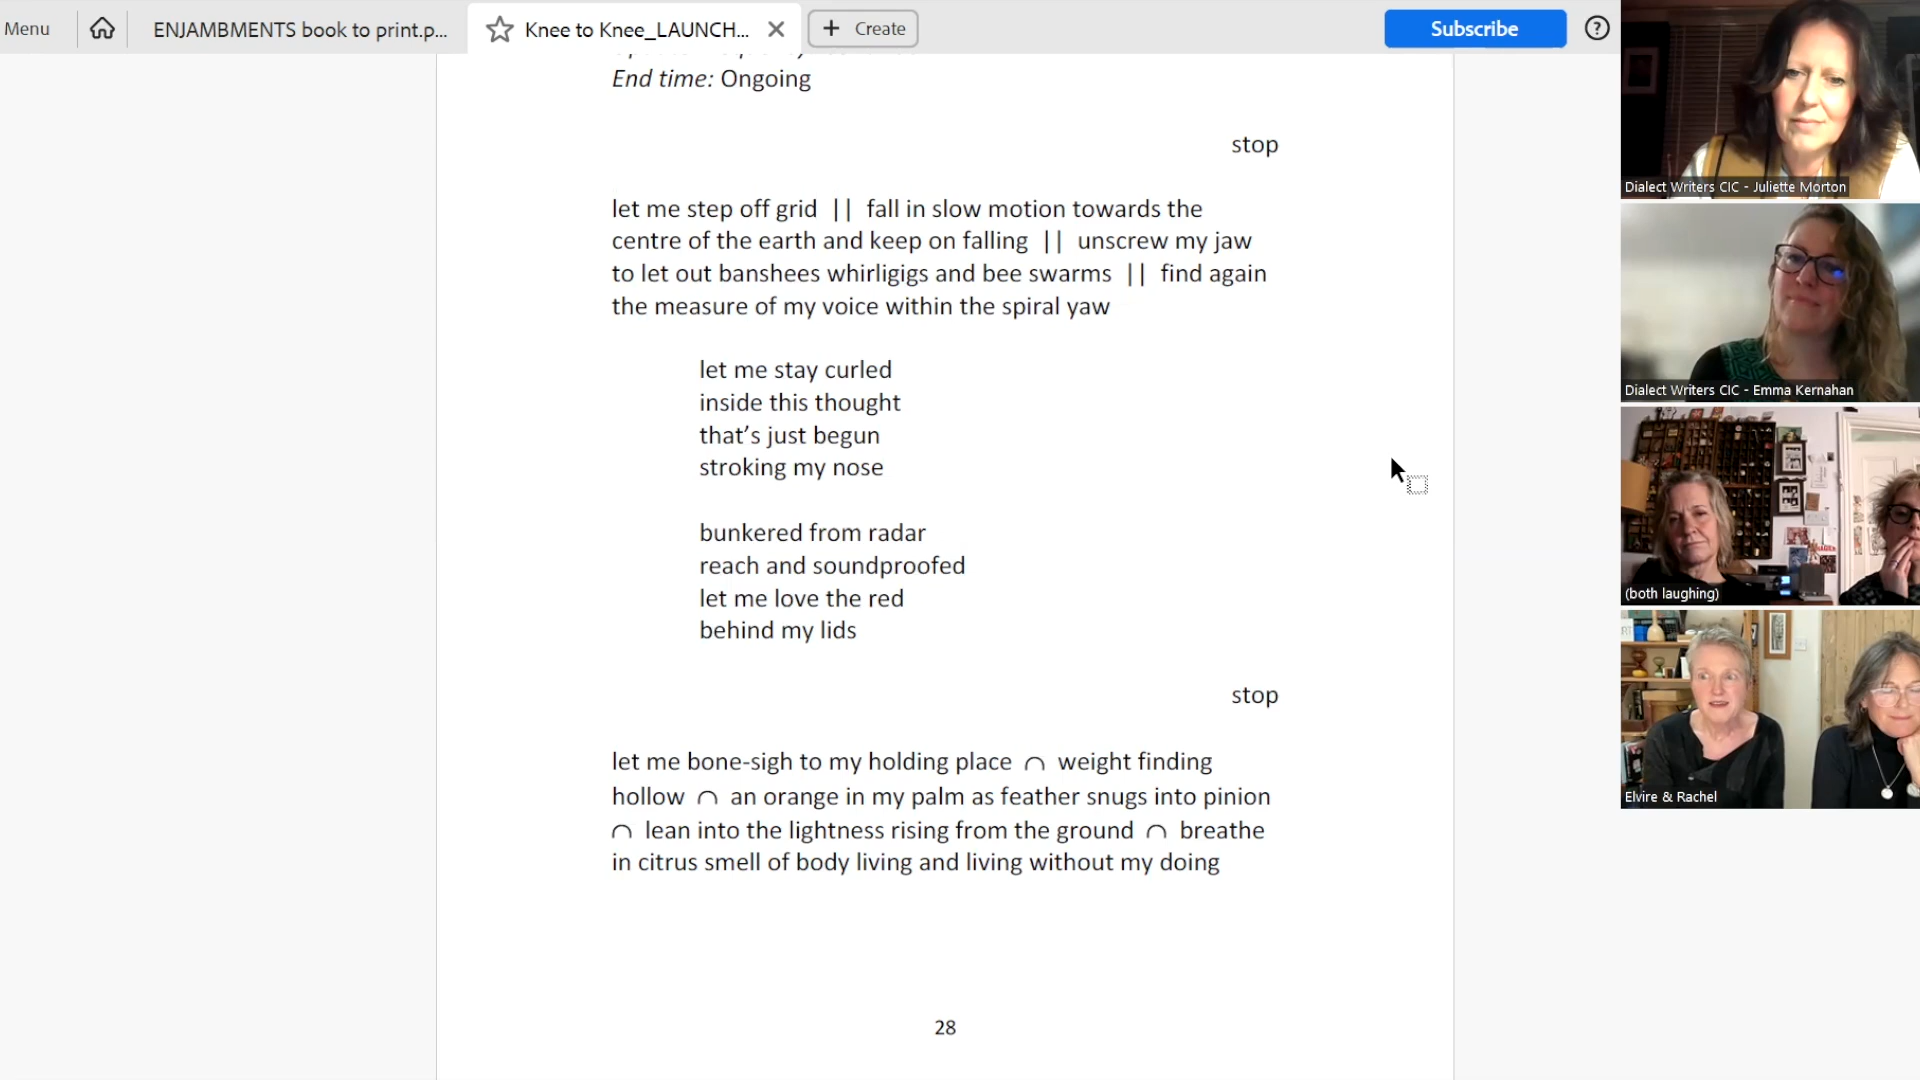 Menu
ENJAMBMENTS book to print.p...
Knee to Knee_LAUNCH...
Create
Subscribe
End time: Ongoing
stop
let me step off grid || fall in slow motion towards the
centre of the earth and keep on falling || unscrew my jaw
to let out banshees whirligigs and bee swarms || find again
the measure of my voice within the spiral yaw
let me stay curled
inside this thought
that's just begun
stroking my nose
bunkered from radar
reach and soundproofed
let me love the red
behind my lids
stop
let me bone-sigh to my holding place ∩ weight finding
hollow ∩ an orange in my palm as feather snugs into pinion
∩ lean into the lightness rising from the ground ∩ breathe
in citrus smell of body living and living without my doing
28
Dialect Writers CIC - Juliette Morton
Dialect Writers CIC - Emma Kernahan
(both laughing)
Elvire & Rachel